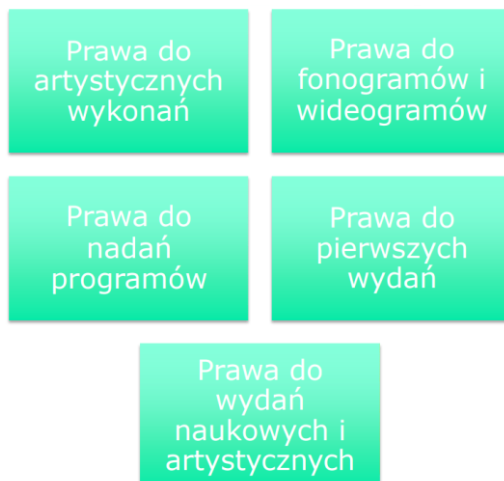 Prawa do
artystycznych
wykonań
Prawa do
fonogramów i
wideogramów
Prawa do
nadań
programów
Prawa do
pierwszych
wydań
Prawa do
wydań
naukowych i
artystycznych